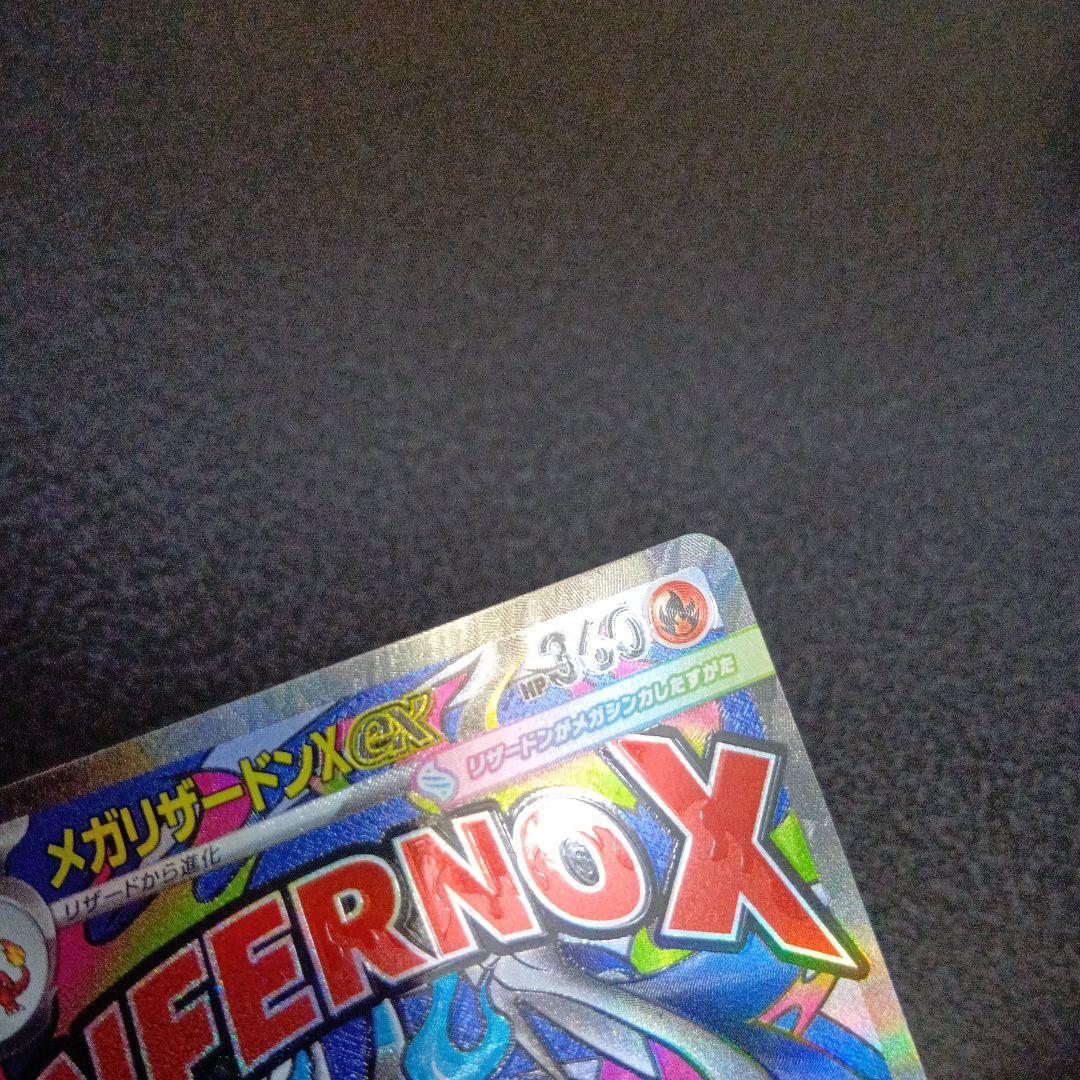 メガリザードンXex
HP 360
リザードから進化
リザードンがメガシンカしたすがた
INFERNO X